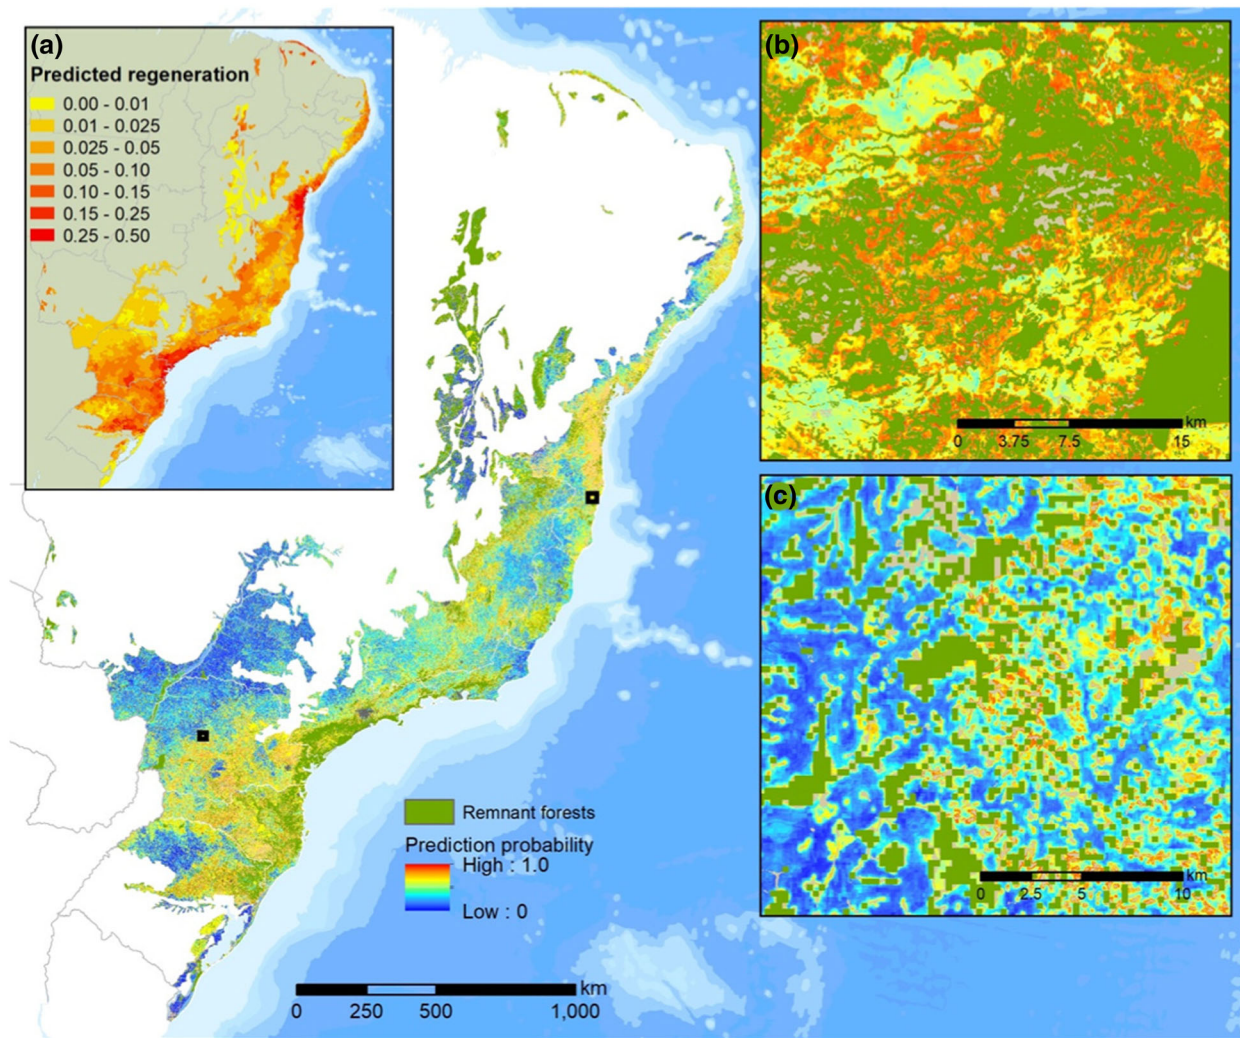 (a)
Predicted regeneration
0.00 - 0.01
0.01 - 0.025
0.025 - 0.05
0.05 - 0.10
0.10 - 0.15
0.15 - 0.25
0.25 - 0.50
(b)
km
0 3.75 7.5 15
(c)
km
0 2.5 5 10
Remnant forests
Prediction probability
High : 1.0
Low : 0
km
0 250 500 1,000